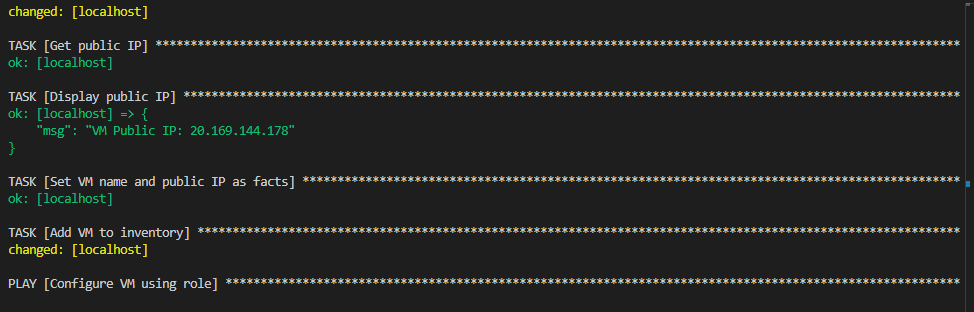 changed: [localhost]
TASK [Get public IP] *******************************************************************************************************************
ok: [localhost]
TASK [Display public IP] ***************************************************************************************************************
ok: [localhost] => {
    "msg": "VM Public IP: 20.169.144.178"
}
TASK [Set VM name and public IP as facts] **********************************************************************************************
ok: [localhost]
TASK [Add VM to inventory] *************************************************************************************************************
changed: [localhost]
PLAY [Configure VM using role] *********************************************************************************************************